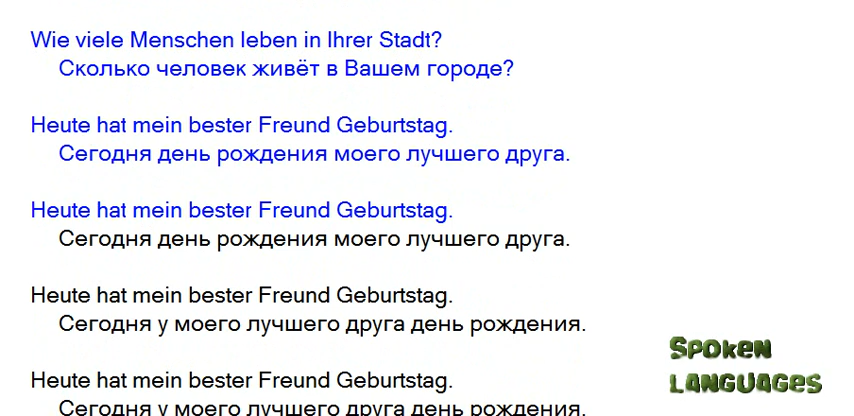 Wie viele Menschen leben in Ihrer Stadt?
Сколько человек живёт в Вашем городе?
Heute hat mein bester Freund Geburtstag.
Сегодня день рождения моего лучшего друга.
Heute hat mein bester Freund Geburtstag.
Сегодня день рождения моего лучшего друга.
Heute hat mein bester Freund Geburtstag.
Сегодня у моего лучшего друга день рождения.
Heute hat mein bester Freund Geburtstag.
Сегодня у моего лучшего друга день рождения.
SPOKEN
LANGUAGES